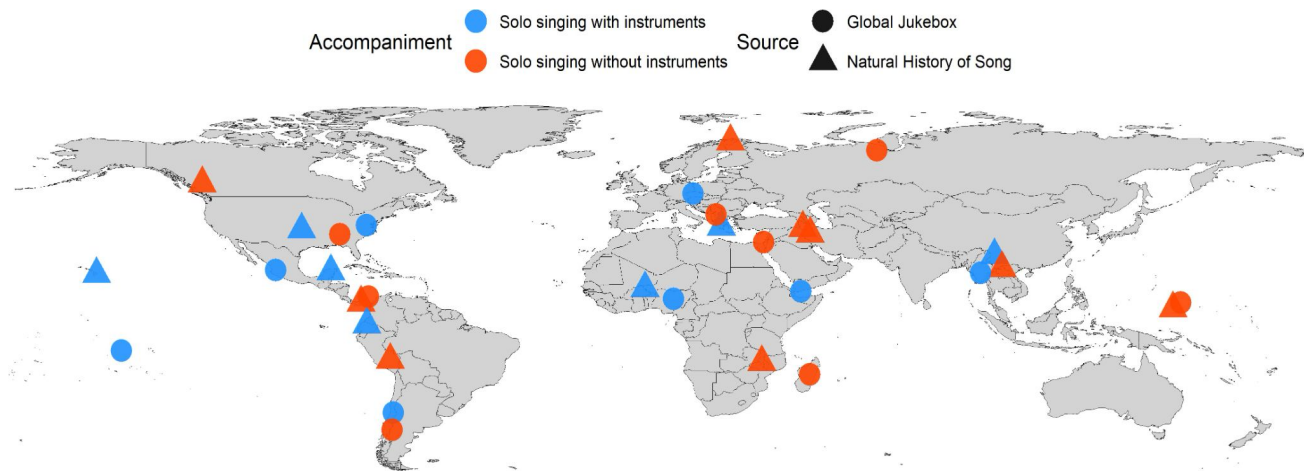 Accompaniment
Solo singing with instruments
Solo singing without instruments
Source
Global Jukebox
Natural History of Song